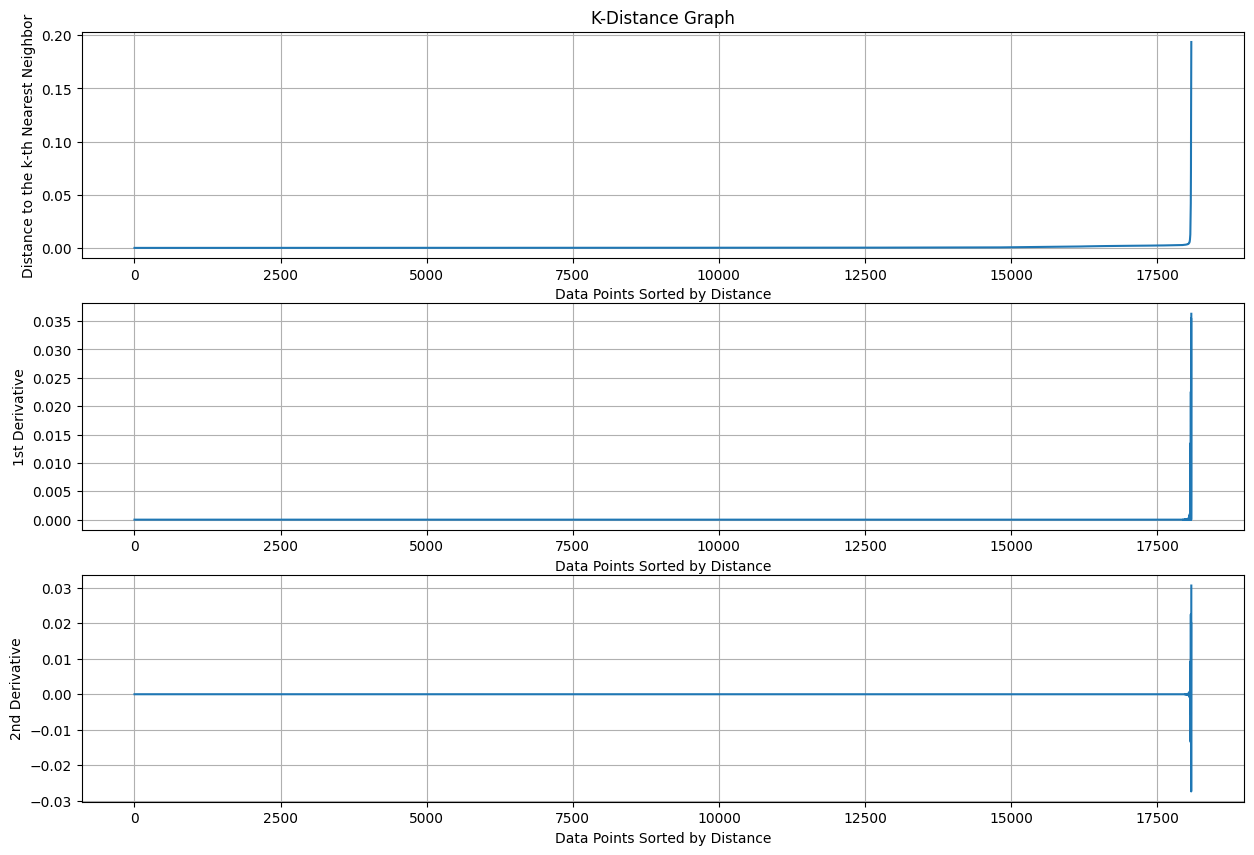 K-Distance Graph
Distance to the k-th Nearest Neighbor
0.20
0.15
0.10
0.05
0.00
0 2500 5000 7500 10000 12500 15000 17500
Data Points Sorted by Distance
1st Derivative
0.035
0.030
0.025
0.020
0.015
0.010
0.005
0.000
0 2500 5000 7500 10000 12500 15000 17500
Data Points Sorted by Distance
2nd Derivative
0.03
0.02
0.01
0.00
−0.01
−0.02
−0.03
0 2500 5000 7500 10000 12500 15000 17500
Data Points Sorted by Distance